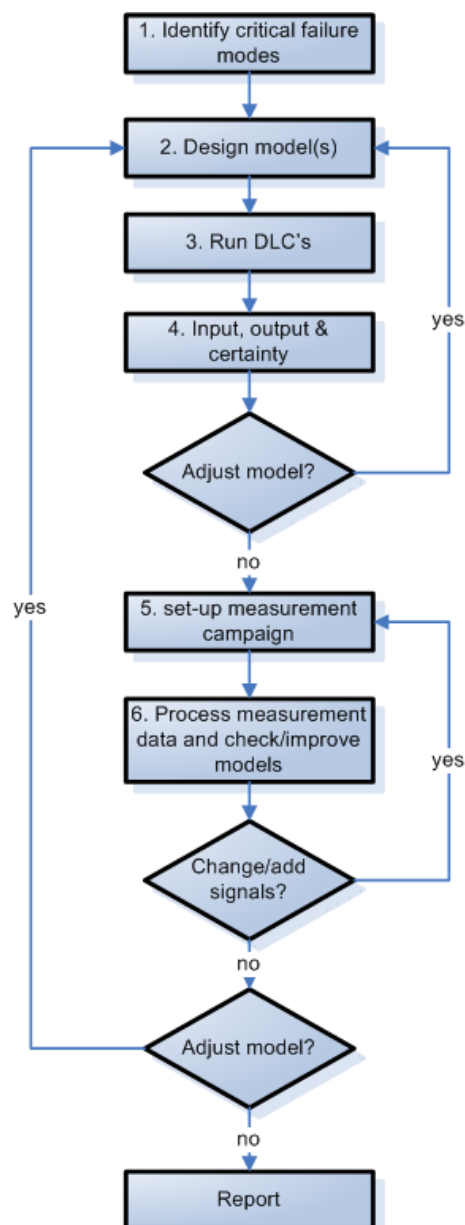 1. Identify critical failure
modes
2. Design model(s)
3. Run DLC's
4. Input, output &
certainty
yes
Adjust model?
no
yes
5. set-up measurement
campaign
6. Process measurement
data and check/improve
models
yes
Change/add
signals?
no
Adjust model?
no
Report